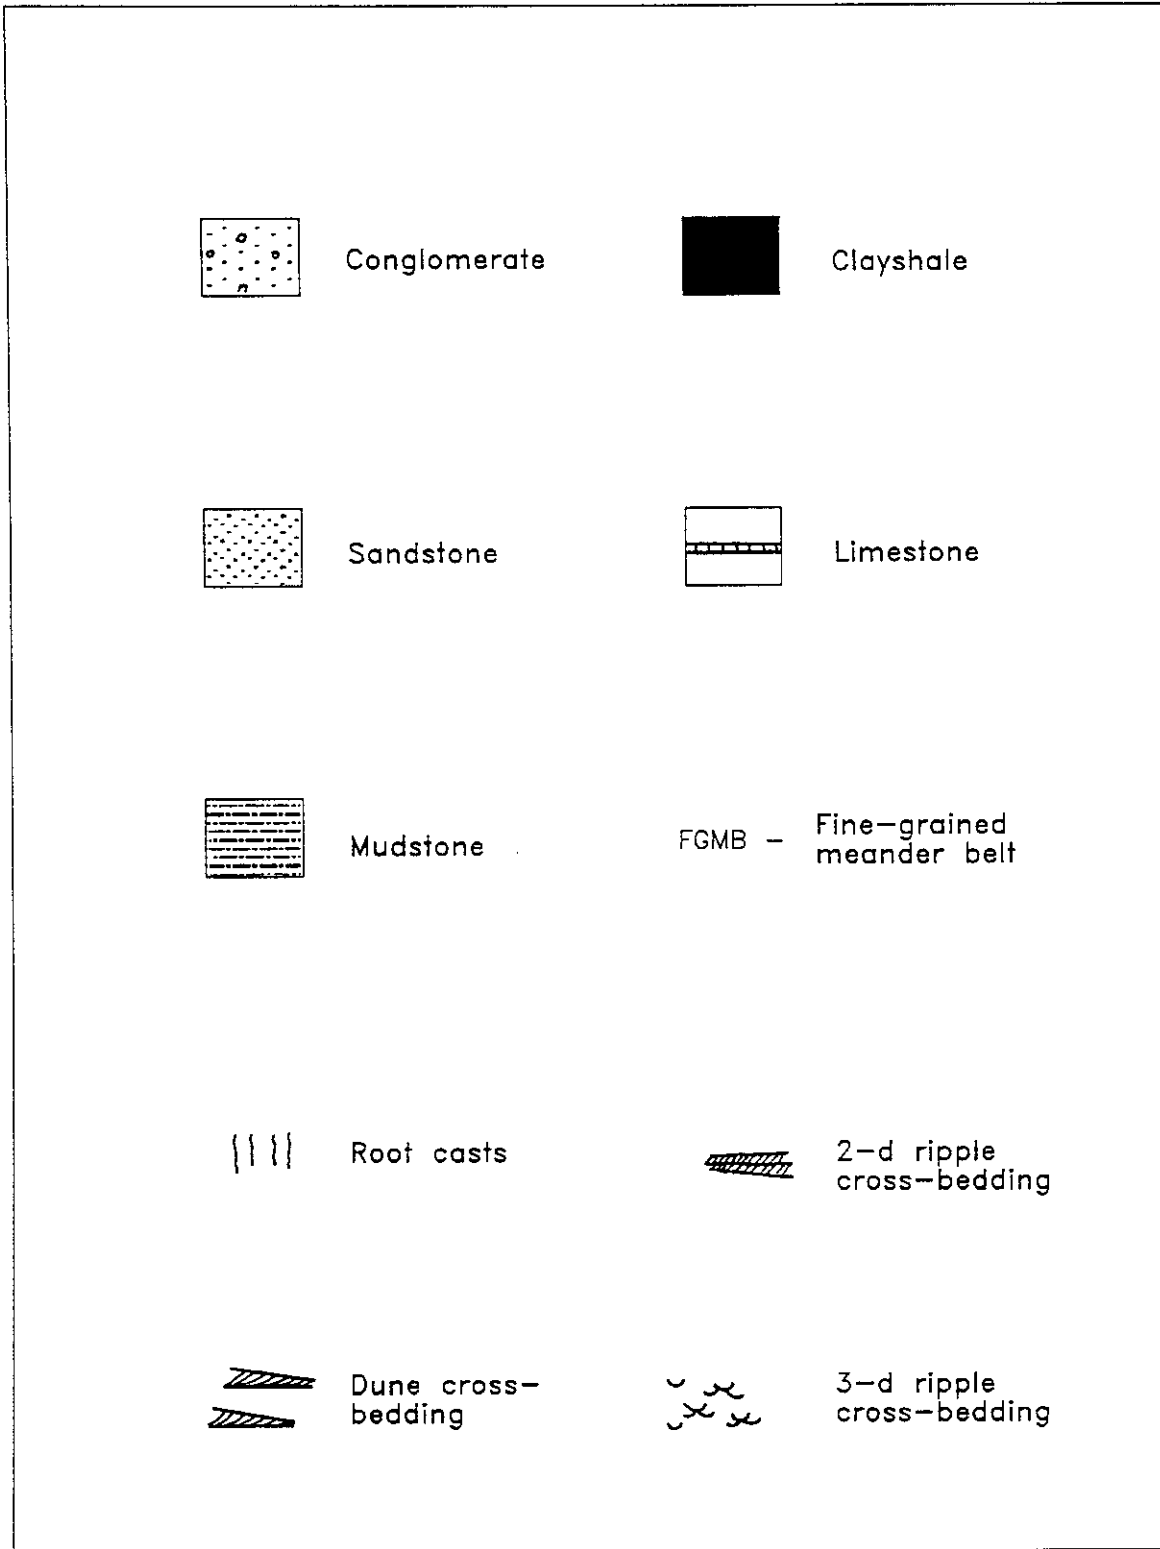 Conglomerate
Clayshale
Sandstone
Limestone
Mudstone
FGMB – Fine–grained
meander belt
Root casts
2–d ripple
cross–bedding
Dune cross–
bedding
3–d ripple
cross–bedding